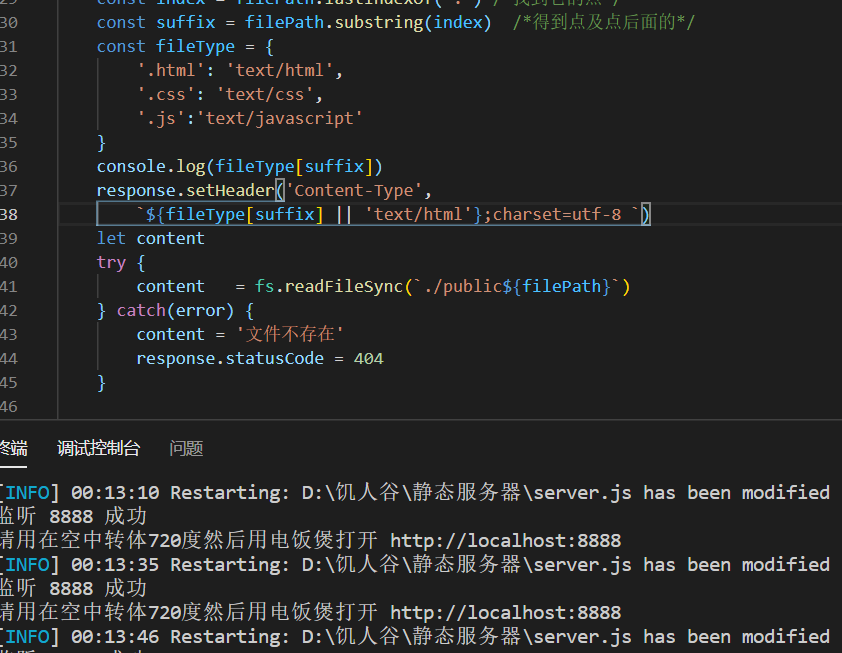 29 const index = filePath.lastIndexOf('.') /*找到它的点*/
30 const suffix = filePath.substring(index)  /*得到点及点后面的*/
31 const fileType = {
32 '.html': 'text/html',
33 '.css': 'text/css',
34 '.js':'text/javascript'
35 }
36 console.log(fileType[suffix])
37 response.setHeader('Content-Type',
38 `${fileType[suffix] || 'text/html'};charset=utf-8 `)
39 let content
40 try {
41 content   = fs.readFileSync(`./public${filePath}`)
42 } catch(error) {
43 content = '文件不存在'
44 response.statusCode = 404
45 }
46
终端 调试控制台 问题
[INFO] 00:13:10 Restarting: D:\饥人谷\静态服务器\server.js has been modified
监听 8888 成功
请用在空中转体720度然后用电饭煲打开 http://localhost:8888
[INFO] 00:13:35 Restarting: D:\饥人谷\静态服务器\server.js has been modified
监听 8888 成功
请用在空中转体720度然后用电饭煲打开 http://localhost:8888
[INFO] 00:13:46 Restarting: D:\饥人谷\静态服务器\server.js has been modified